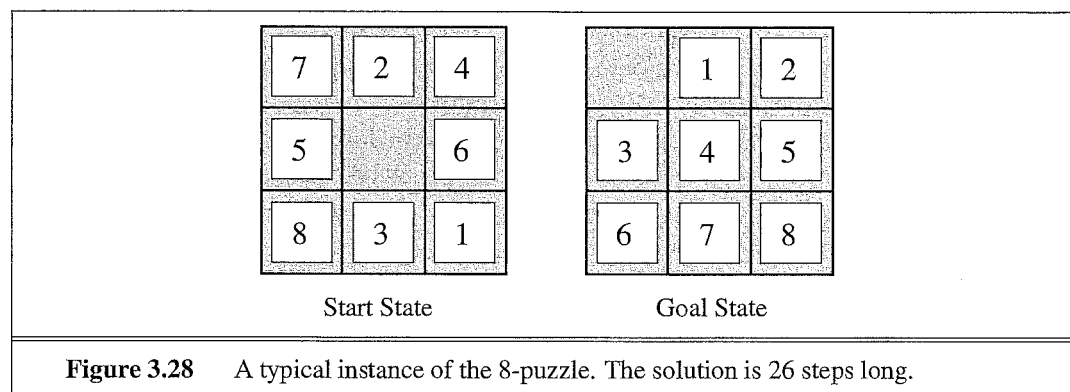 7 2 4 1 2
5 6 3 4 5
8 3 1 6 7 8
Start State Goal State
Figure 3.28 A typical instance of the 8-puzzle. The solution is 26 steps long.